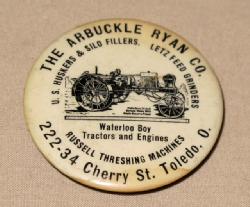 THE ARBUCKLE RYAN CO.
U. S. HUSKERS & SILO FILLERS. LETZ FEED GRINDERS
Waterloo Boy
Tractors and Engines
RUSSELL THRESHING MACHINES
222-34 Cherry St. Toledo, O.